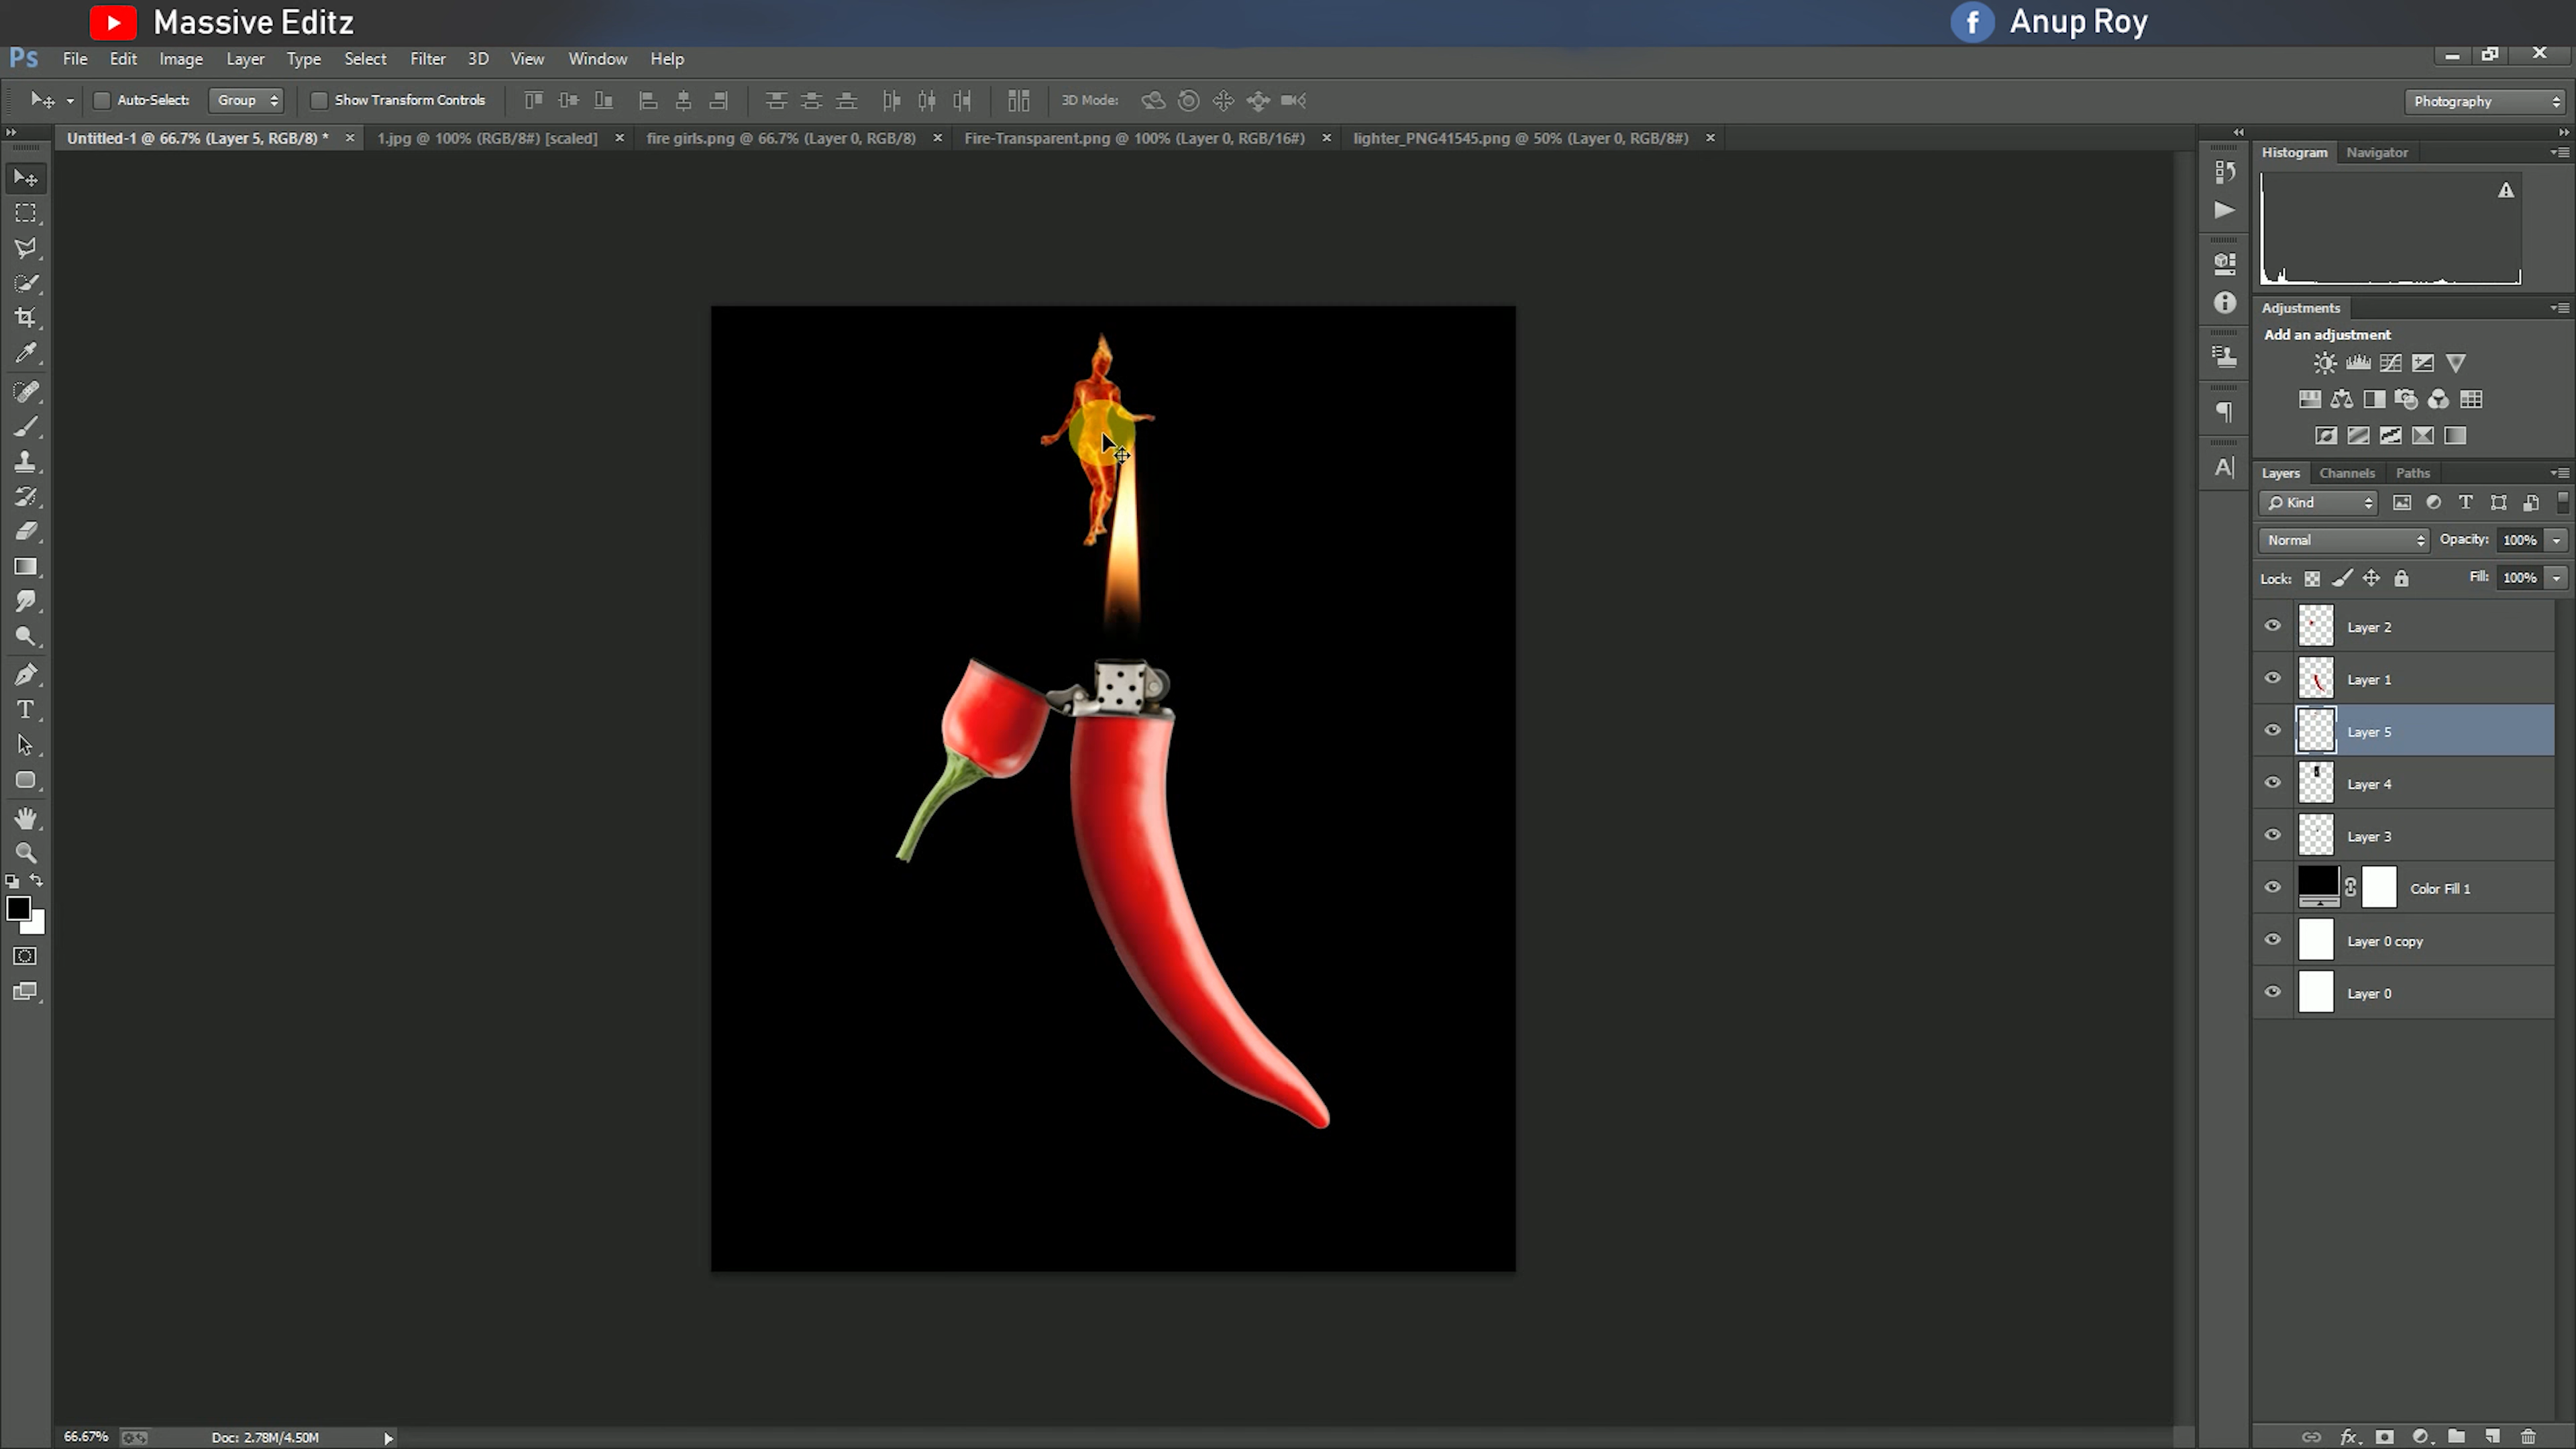 Massive Editz
f Anup Roy
Ps File Edit Image Layer Type Select Filter 3D View Window Help
Auto-Select: Group Show Transform Controls 3D Mode: Photography
Untitled-1 @ 66.7% (Layer 5, RGB/8) * × 1.jpg @ 100% (RGB/8#) [scaled] × fire girls.png @ 66.7% (Layer 0, RGB/8) × Fire-Transparent.png @ 100% (Layer 0, RGB/16#) × lighter_PNG41545.png @ 50% (Layer 0, RGB/8#) ×
Histogram Navigator
Adjustments
Add an adjustment
Layers Channels Paths
Kind
Normal Opacity: 100%
Lock: Fill: 100%
Layer 2
Layer 1
Layer 5
Layer 4
Layer 3
Color Fill 1
Layer 0 copy
Layer 0
66.67% Doc: 2.78M/4.50M
fx